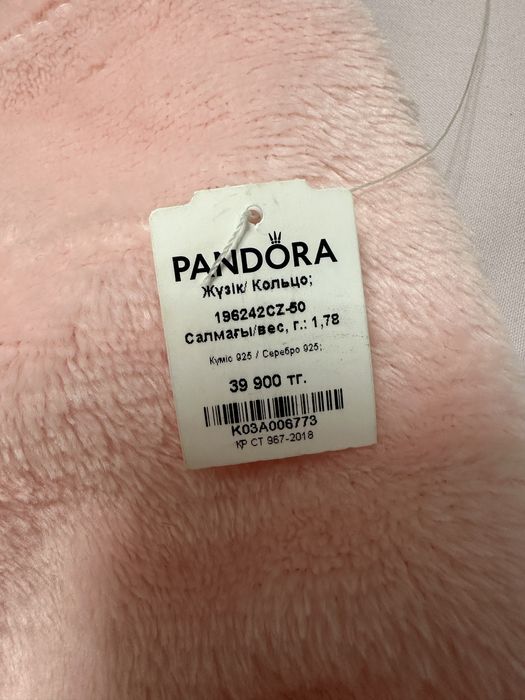 PANDORA
Жүзік/ Кольцо;
196242CZ-50
Салмағы/вес, г.: 1,78
Күміс 925 / Серебро 925;
39 900 тг.
K03A006773
ҚР СТ 967-2018